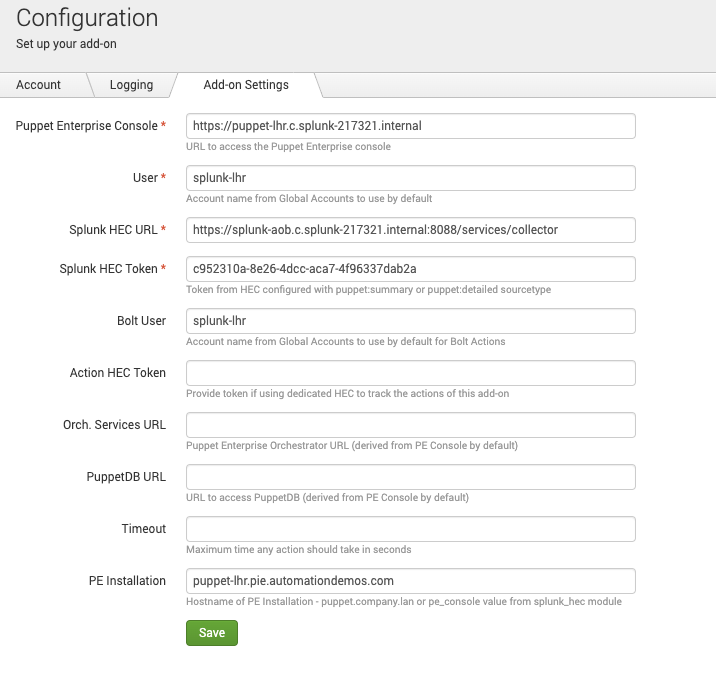 Configuration
Set up your add-on
Account Logging Add-on Settings
Puppet Enterprise Console * https://puppet-lhr.c.splunk-217321.internal
URL to access the Puppet Enterprise console
User * splunk-lhr
Account name from Global Accounts to use by default
Splunk HEC URL * https://splunk-aob.c.splunk-217321.internal:8088/services/collector
Splunk HEC Token * c952310a-8e26-4dcc-aca7-4f96337dab2a
Token from HEC configured with puppet:summary or puppet:detailed sourcetype
Bolt User splunk-lhr
Account name from Global Accounts to use by default for Bolt Actions
Action HEC Token
Provide token if using dedicated HEC to track the actions of this add-on
Orch. Services URL
Puppet Enterprise Orchestrator URL (derived from PE Console by default)
PuppetDB URL
URL to access PuppetDB (derived from PE Console by default)
Timeout
Maximum time any action should take in seconds
PE Installation puppet-lhr.pie.automationdemos.com
Hostname of PE Installation - puppet.company.lan or pe_console value from splunk_hec module
Save